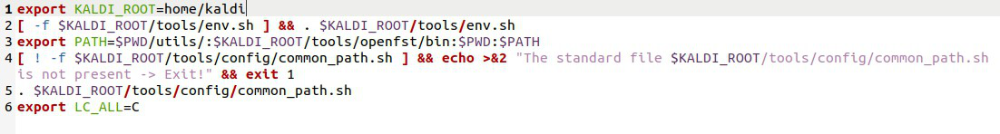 1 export KALDI_ROOT=home/kaldi
2 [ -f $KALDI_ROOT/tools/env.sh ] && . $KALDI_ROOT/tools/env.sh
3 export PATH=$PWD/utils/:$KALDI_ROOT/tools/openfst/bin:$PWD:$PATH
4 [ ! -f $KALDI_ROOT/tools/config/common_path.sh ] && echo >&2 "The standard file $KALDI_ROOT/tools/config/common_path.sh
is not present -> Exit!" && exit 1
5 . $KALDI_ROOT/tools/config/common_path.sh
6 export LC_ALL=C